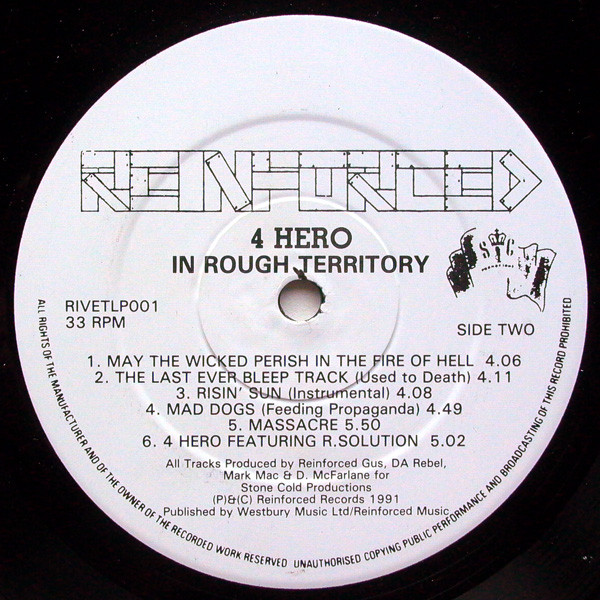 REINFORCED
4 HERO
IN ROUGH TERRITORY
S T C
RIVETLP001
33 RPM
SIDE TWO
1. MAY THE WICKED PERISH IN THE FIRE OF HELL 4.06
2. THE LAST EVER BLEEP TRACK (Used to Death) 4.11
3. RISIN' SUN (Instrumental) 4.08
4. MAD DOGS (Feeding Propaganda) 4.49
5. MASSACRE 5.50
6. 4 HERO FEATURING R.SOLUTION 5.02
All Tracks Produced by Reinforced Gus, DA Rebel,
Mark Mac & D. McFarlane for
Stone Cold Productions
(P)&(C) Reinforced Records 1991
Published by Westbury Music Ltd/Reinforced Music
ALL RIGHTS OF THE MANUFACTURER AND OF THE OWNER OF THE RECORDED WORK RESERVED UNAUTHORISED COPYING PUBLIC PERFORMANCE AND BROADCASTING OF THIS RECORD PROHIBITED